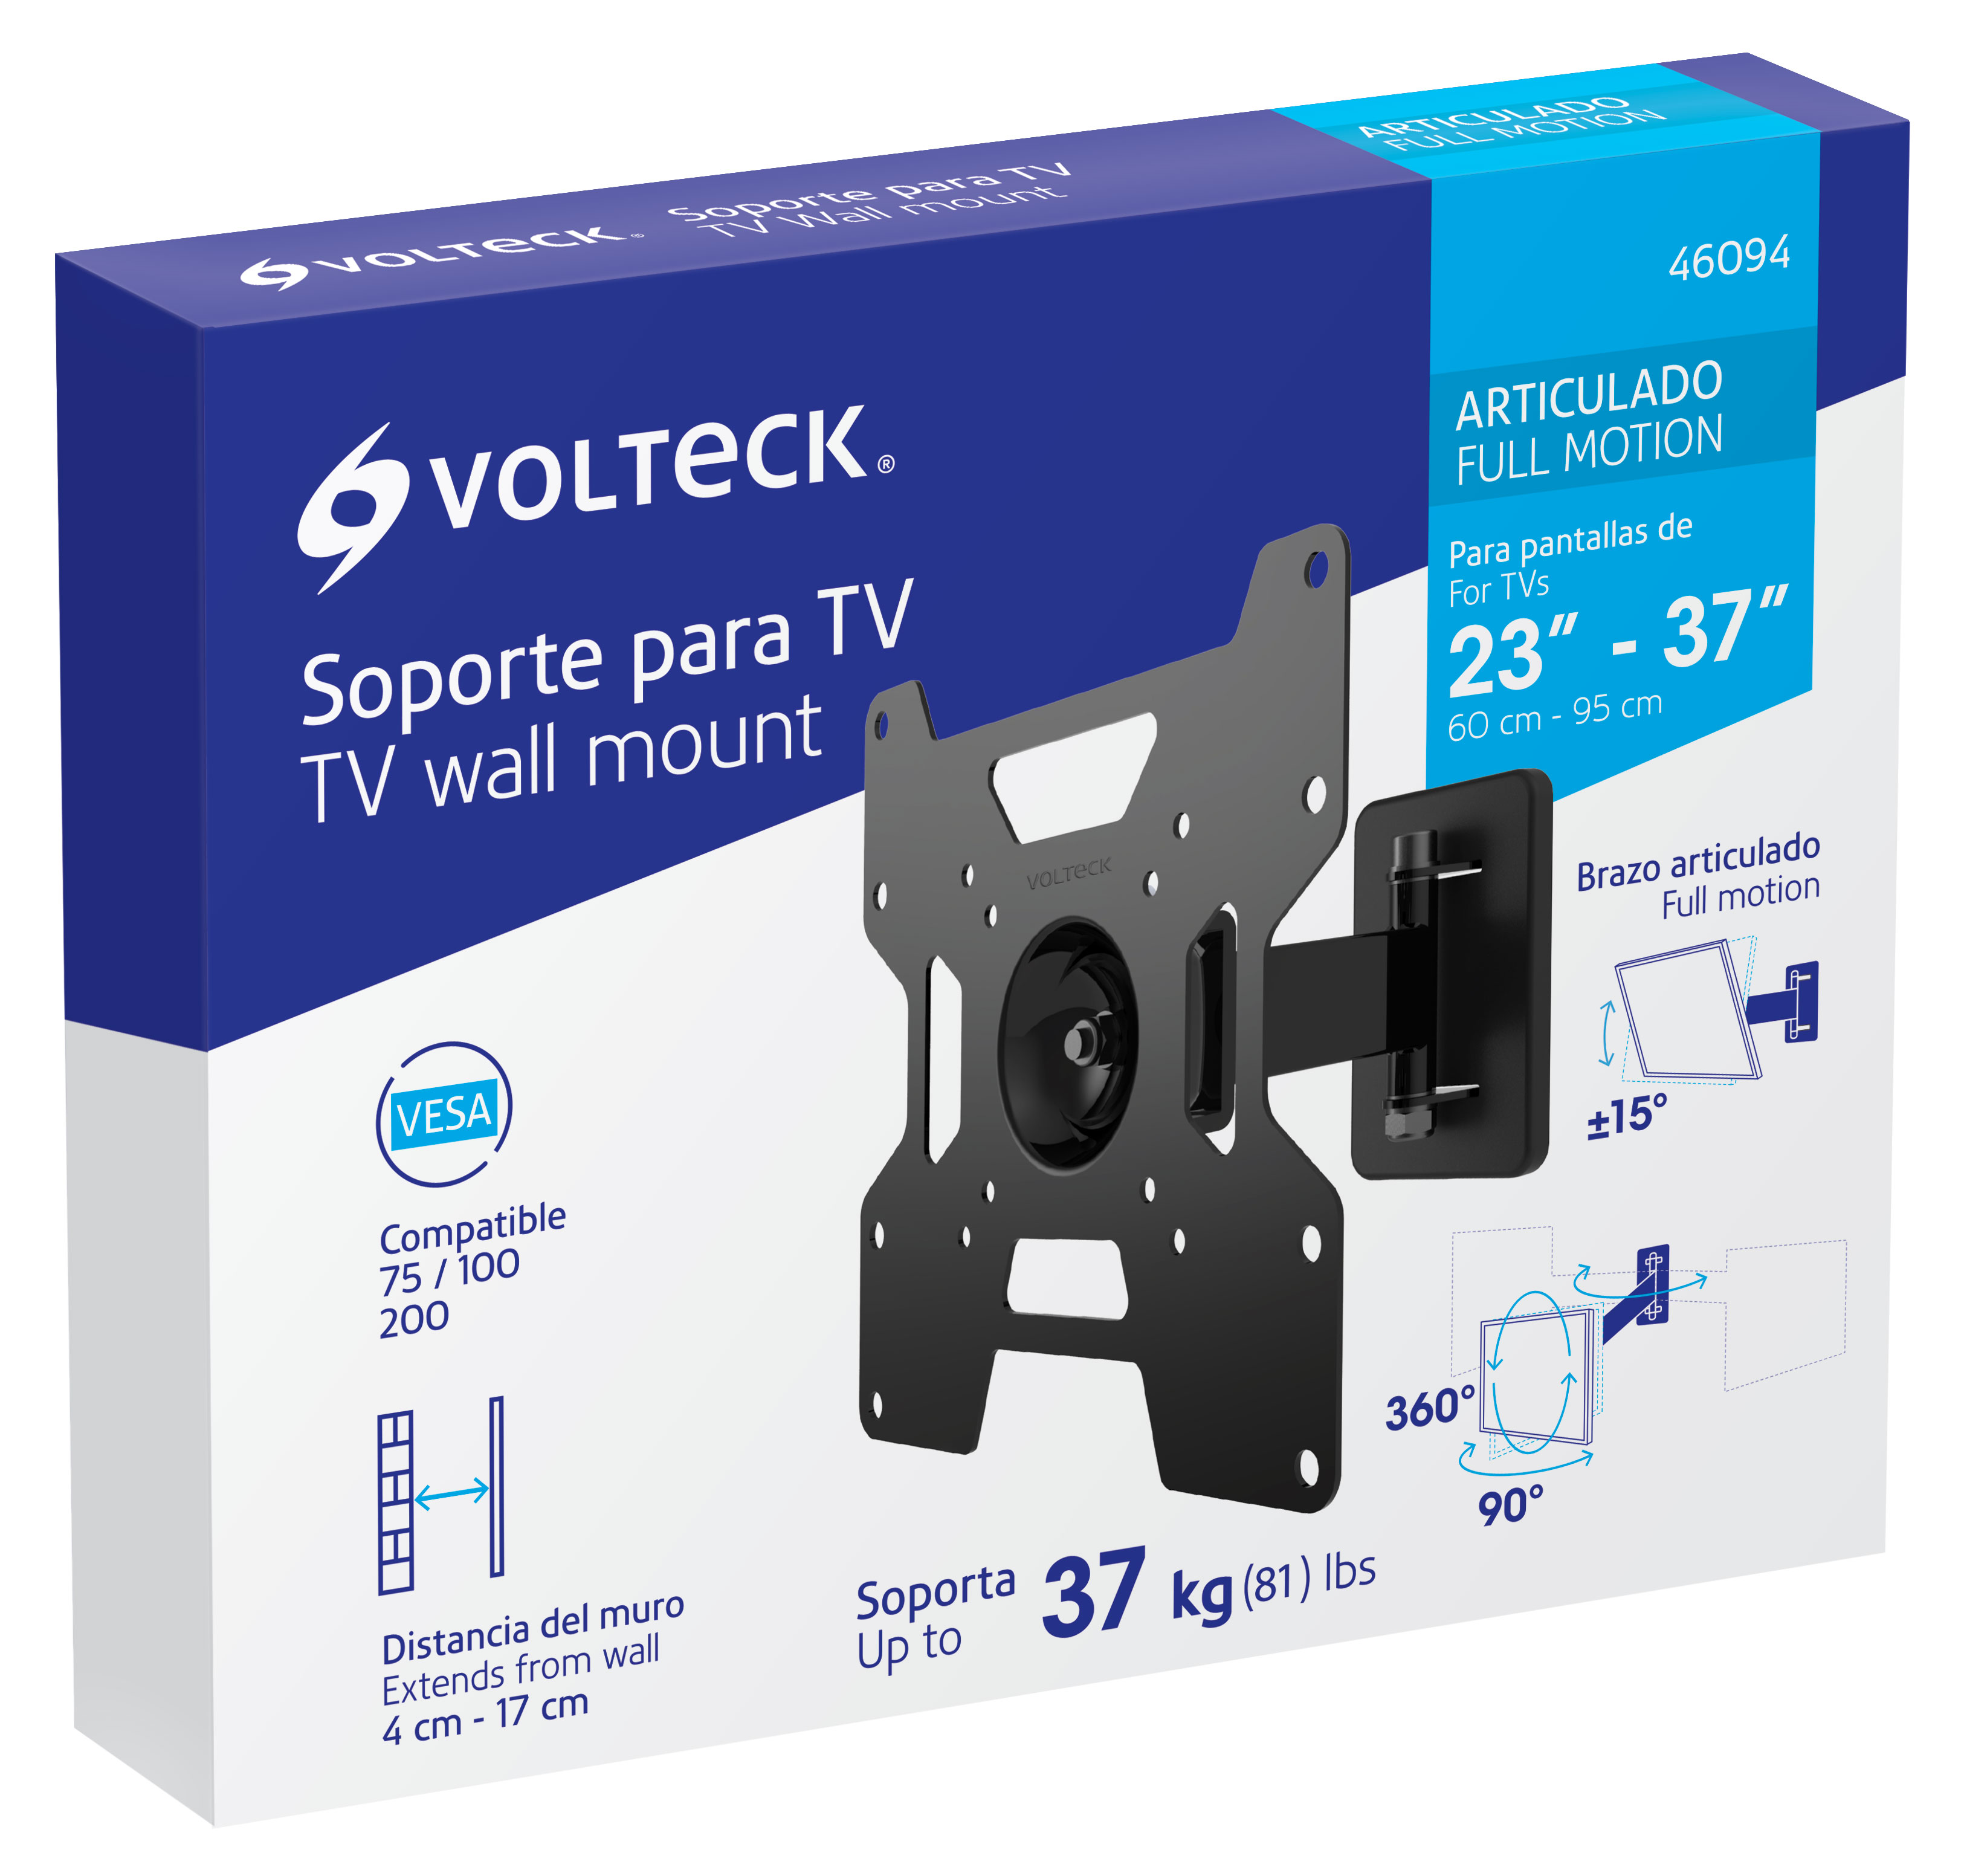 VOLTECK®
Soporte para TV
TV Wall mount
ARTICULADO
FULL MOTION
46094
VOLTECK®
Soporte para TV
TV wall mount
ARTICULADO
FULL MOTION
Para pantallas de
For TVs
23" - 37"
60 cm - 95 cm
VOLTECK
Brazo articulado
Full motion
±15°
VESA
Compatible
75 / 100
200
360°
90°
Distancia del muro
Extends from wall
4 cm - 17 cm
Soporta
Up to
37 kg (81) lbs